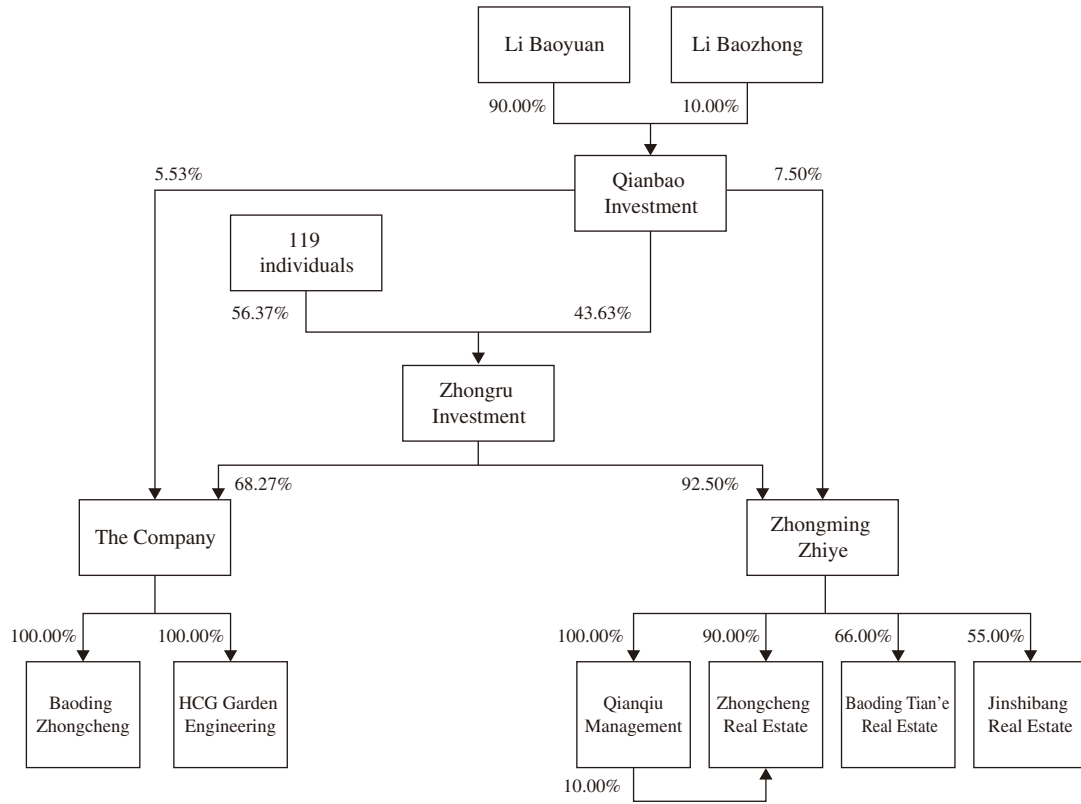 Li Baoyuan
Li Baozhong
90.00%
10.00%
5.53%
Qianbao
Investment
7.50%
119
individuals
56.37%
43.63%
Zhongru
Investment
68.27%
92.50%
The Company
Zhongming
Zhiye
100.00%
100.00%
100.00%
90.00%
66.00%
55.00%
Baoding
Zhongcheng
HCG Garden
Engineering
Qianqiu
Management
Zhongcheng
Real Estate
Baoding Tian’e
Real Estate
Jinshibang
Real Estate
10.00%